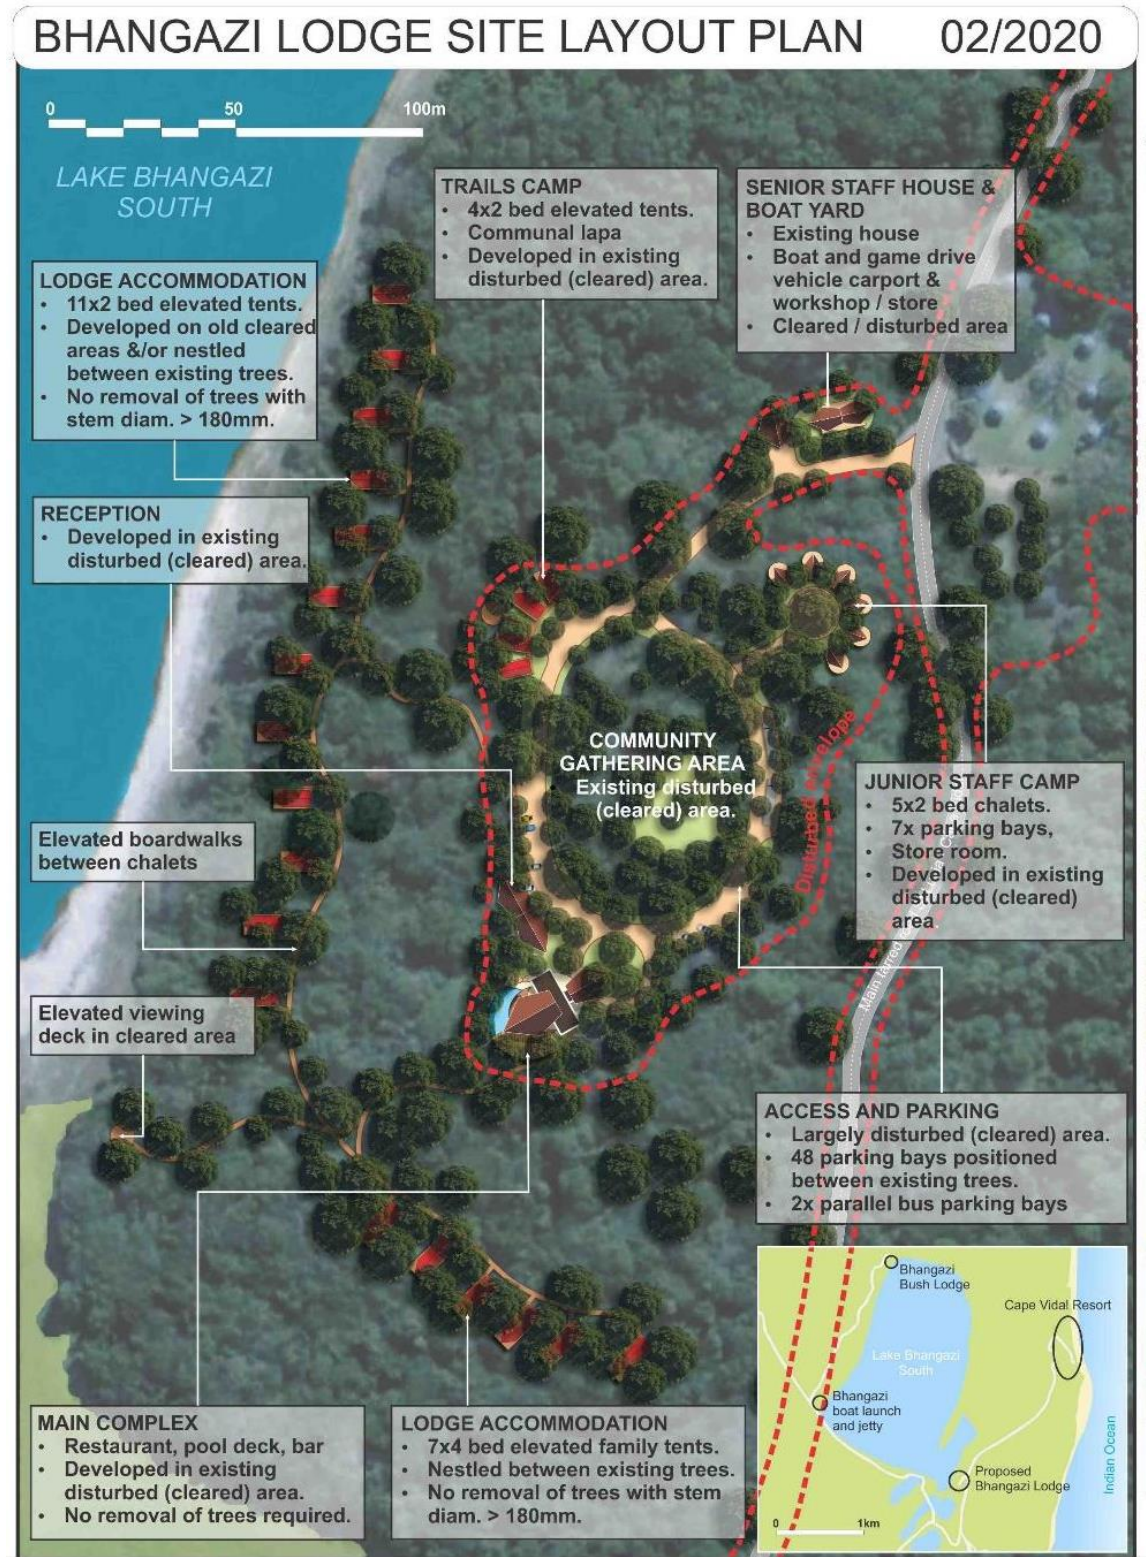 BHANGAZI LODGE SITE LAYOUT PLAN 02/2020
0 50 100m
LAKE BHANGAZI
SOUTH
TRAILS CAMP
• 4x2 bed elevated tents.
• Communal lapa
• Developed in existing
disturbed (cleared) area.
SENIOR STAFF HOUSE &
BOAT YARD
• Existing house
• Boat and game drive
vehicle carport &
workshop / store
• Cleared / disturbed area
LODGE ACCOMMODATION
• 11x2 bed elevated tents.
• Developed on old cleared
areas &/or nestled
between existing trees.
• No removal of trees with
stem diam. > 180mm.
RECEPTION
• Developed in existing
disturbed (cleared) area.
COMMUNITY
GATHERING AREA
• Existing disturbed
(cleared) area.
Disturbed envelope
JUNIOR STAFF CAMP
• 5x2 bed chalets.
• 7x parking bays,
• Store room.
• Developed in existing
disturbed (cleared)
area
Elevated boardwalks
between chalets
Main tarred
Elevated viewing
deck in cleared area
ACCESS AND PARKING
• Largely disturbed (cleared) area.
• 48 parking bays positioned
between existing trees.
• 2x parallel bus parking bays
MAIN COMPLEX
• Restaurant, pool deck, bar
• Developed in existing
disturbed (cleared) area.
• No removal of trees required.
LODGE ACCOMMODATION
• 7x4 bed elevated family tents.
• Nestled between existing trees.
• No removal of trees with stem
diam. > 180mm.
Bhangazi
Bush Lodge
Cape Vidal Resort
Lake Bhangazi
South
Bhangazi
boat launch
and jetty
Proposed
Bhangazi Lodge
Indian Ocean
0 1km